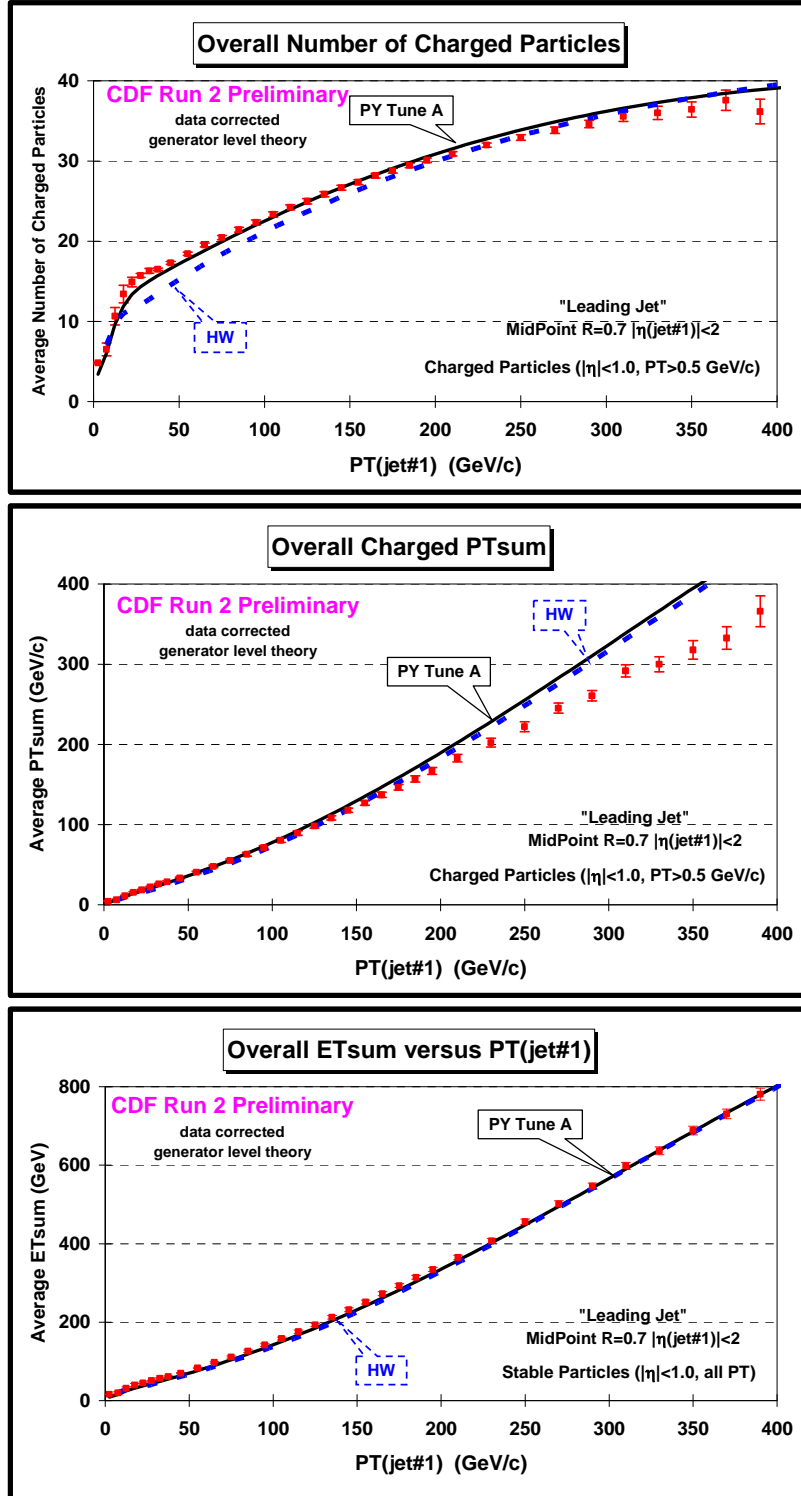 Overall Number of Charged Particles
CDF Run 2 Preliminary
data corrected
generator level theory
PY Tune A
HW
"Leading Jet"
MidPoint R=0.7 |η(jet#1)|<2
Charged Particles (|η|<1.0, PT>0.5 GeV/c)
Average Number of Charged Particles
40
30
20
10
0
0 50 100 150 200 250 300 350 400
PT(jet#1) (GeV/c)
Overall Charged PTsum
CDF Run 2 Preliminary
data corrected
generator level theory
HW
PY Tune A
"Leading Jet"
MidPoint R=0.7 |η(jet#1)|<2
Charged Particles (|η|<1.0, PT>0.5 GeV/c)
Average PTsum (GeV/c)
400
300
200
100
0
0 50 100 150 200 250 300 350 400
PT(jet#1) (GeV/c)
Overall ETsum versus PT(jet#1)
CDF Run 2 Preliminary
data corrected
generator level theory
PY Tune A
HW
"Leading Jet"
MidPoint R=0.7 |η(jet#1)|<2
Stable Particles (|η|<1.0, all PT)
Average ETsum (GeV)
800
600
400
200
0
0 50 100 150 200 250 300 350 400
PT(jet#1) (GeV/c)